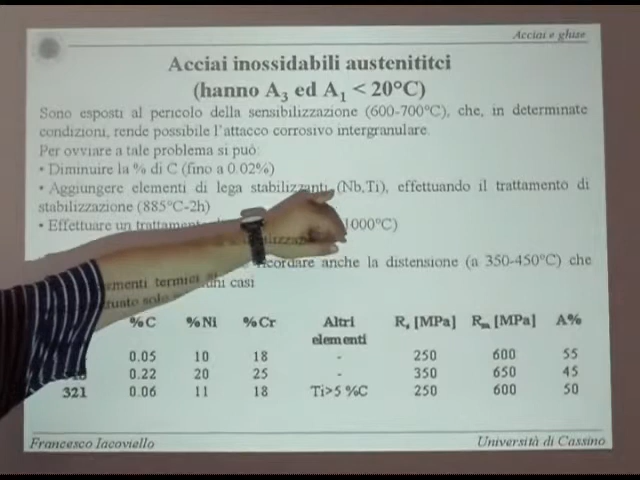 Acciai e ghise
Acciai inossidabili austenititci
(hanno A3 ed A1 < 20°C)
Sono esposti al pericolo della sensibilizzazione (600-700°C), che, in determinate
condizioni, rende possibile l'attacco corrosivo intergranulare.
Per ovviare a tale problema si può:
• Diminuire la % di C (fino a 0.02%)
• Aggiungere elementi di lega stabilizzanti (Nb,Ti), effettuando il trattamento di
stabilizzazione (885°C-2h)
• Effettuare un trattamento 1000°C)
ricordare anche la distensione (a 350-450°C) che
termici casi
solo
%C %Ni %Cr Altri elementi Rs [MPa] Rm [MPa] A%
0.05 10 18 - 250 600 55
0.22 20 25 - 350 650 45
321 0.06 11 18 Ti>5 %C 250 600 50
Francesco Iacoviello
Università di Cassino